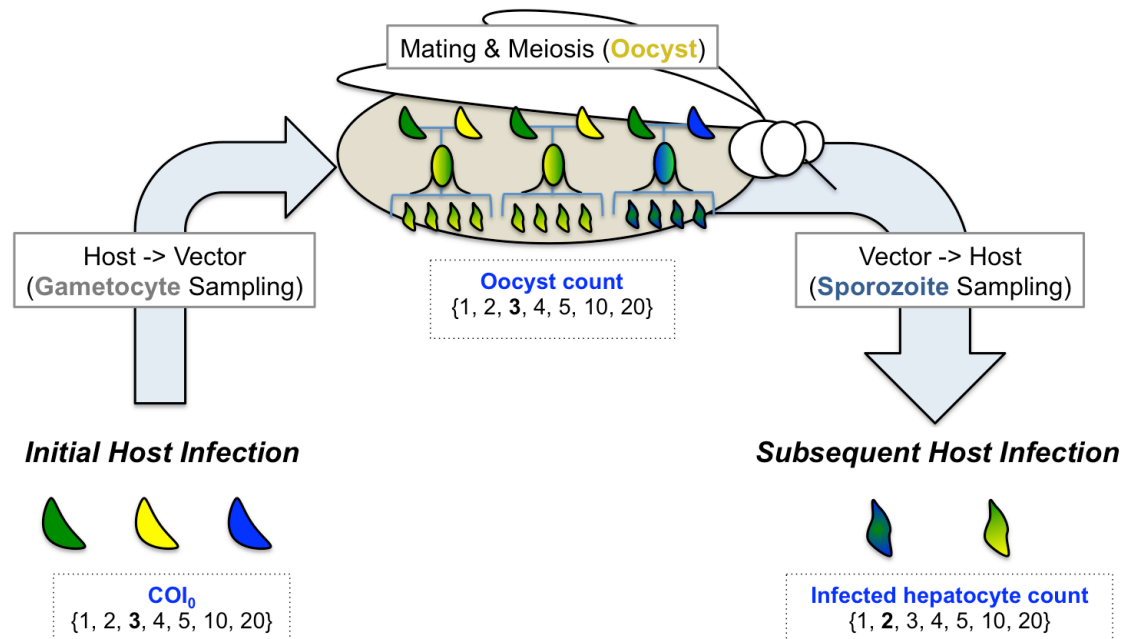 Mating & Meiosis (Oocyst)
Host -> Vector
(Gametocyte Sampling)
Vector -> Host
(Sporozoite Sampling)
Oocyst count
{1, 2, 3, 4, 5, 10, 20}
Initial Host Infection
Subsequent Host Infection
COI₀
{1, 2, 3, 4, 5, 10, 20}
Infected hepatocyte count
{1, 2, 3, 4, 5, 10, 20}